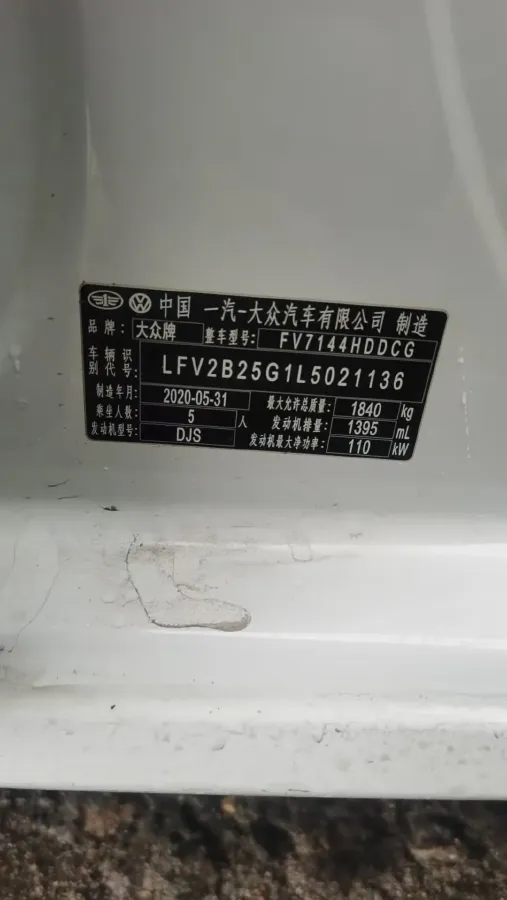 中国 一汽-大众汽车有限公司 制造
品牌: 大众牌 整车型号: FV7144HDDCG
车辆识别代号: LFV2B25G1L5021136
制造年月: 2020-05-31 最大允许总质量: 1840 kg
乘坐人数: 5 人 发动机排量: 1395 mL
发动机型号: DJS 发动机最大净功率: 110 kW